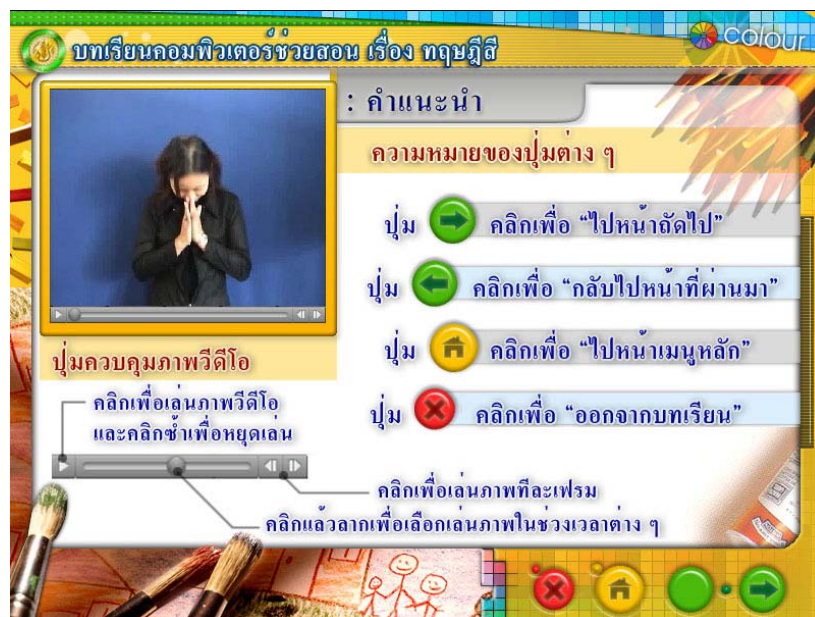 บทเรียนคอมพิวเตอร์ช่วยสอน เรื่อง ทฤษฎีสี
colour
: คำแนะนำ
ความหมายของปุ่มต่าง ๆ
ปุ่ม คลิกเพื่อ “ไปหน้าถัดไป”
ปุ่ม คลิกเพื่อ “กลับไปหน้าที่ผ่านมา”
ปุ่ม คลิกเพื่อ “ไปหน้าเมนูหลัก”
ปุ่ม คลิกเพื่อ “ออกจากบทเรียน”
ปุ่มควบคุมภาพวีดีโอ
คลิกเพื่อเล่นภาพวีดีโอ
และคลิกซ้ำเพื่อหยุดเล่น
คลิกเพื่อเล่นภาพทีละเฟรม
คลิกแล้วลากเพื่อเลือกเล่นภาพในช่วงเวลาต่าง ๆ